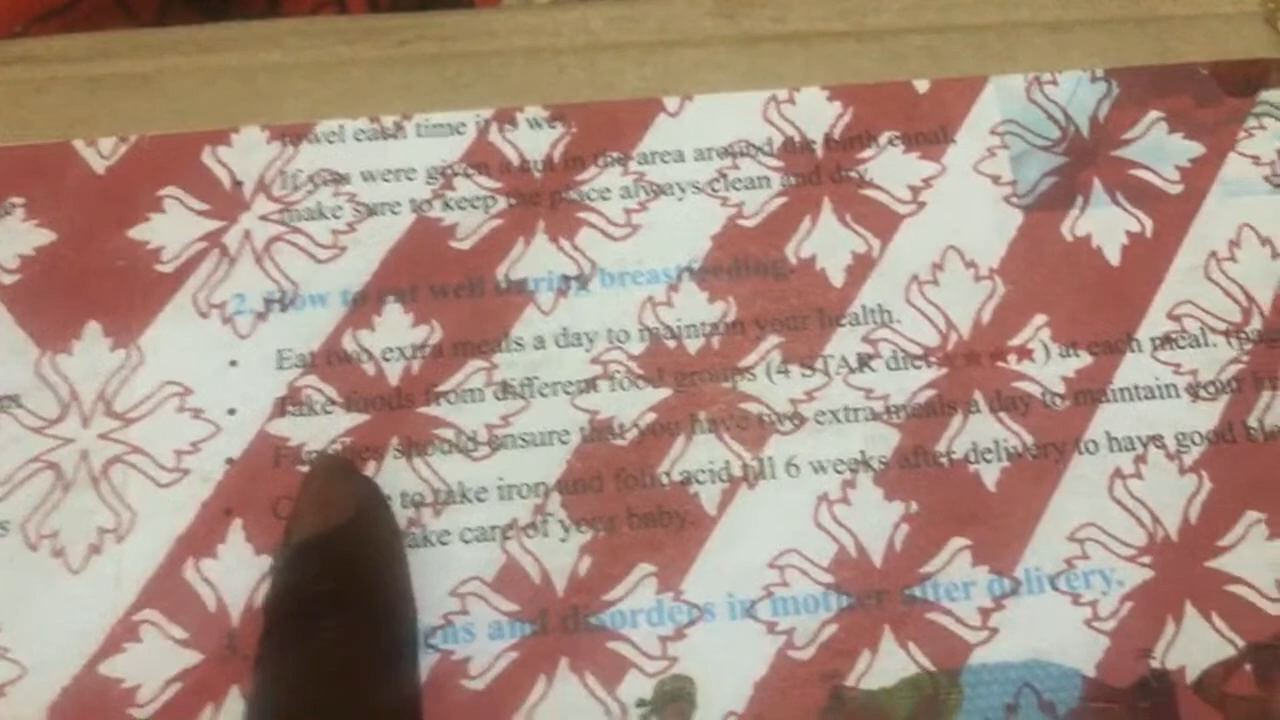 towel each time it is wet.
• If you were given a cut in the area around the birth canal,
make sure to keep the place always clean and dry.
2. How to eat well during breastfeeding.
• Eat two extra meals a day to maintain your health.
• Take foods from different food groups (4 STAR diet ★★★★) at each meal.
• Families should ensure that you have two extra meals a day to maintain your
• to take iron and folic acid till 6 weeks after delivery to have good
take care of your baby.
signs and disorders in mother after delivery.